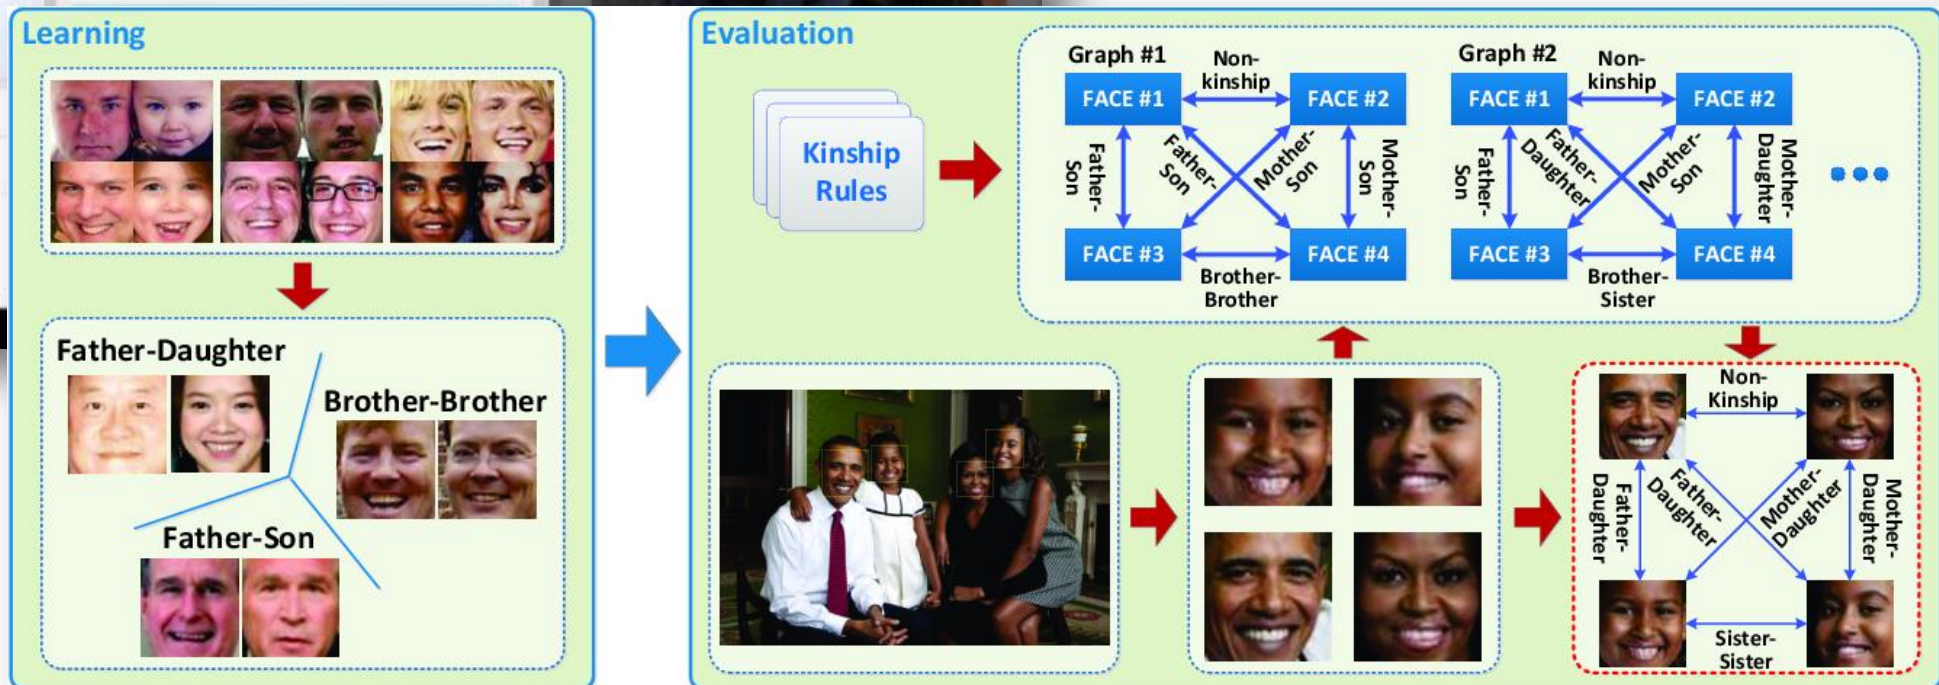 Learning
Father-Daughter
Brother-Brother
Father-Son
Evaluation
Kinship
Rules
Graph #1
Non-
kinship
FACE #1
FACE #2
Father-
Son
Father-
Son
Mother-
Son
Mother-
Son
FACE #3
FACE #4
Brother-
Brother
Graph #2
Non-
kinship
FACE #1
FACE #2
Father-
Son
Father-
Daughter
Mother-
Son
Mother-
Daughter
FACE #3
FACE #4
Brother-
Sister
Non-
Kinship
Father-
Daughter
Father-
Daughter
Mother-
Daughter
Mother-
Daughter
Sister-
Sister